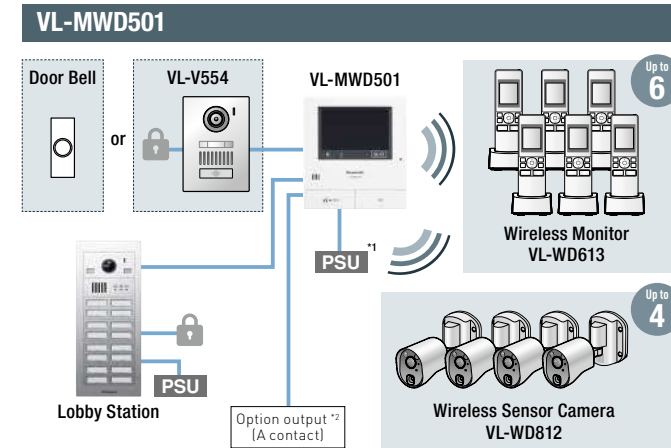 VL-MWD501
Door Bell
or
VL-V554
VL-MWD501
Up to
6
Wireless Monitor
VL-WD613
PSU *1
Up to
4
Wireless Sensor Camera
VL-WD812
PSU
Lobby Station
Option output *2
(A contact)